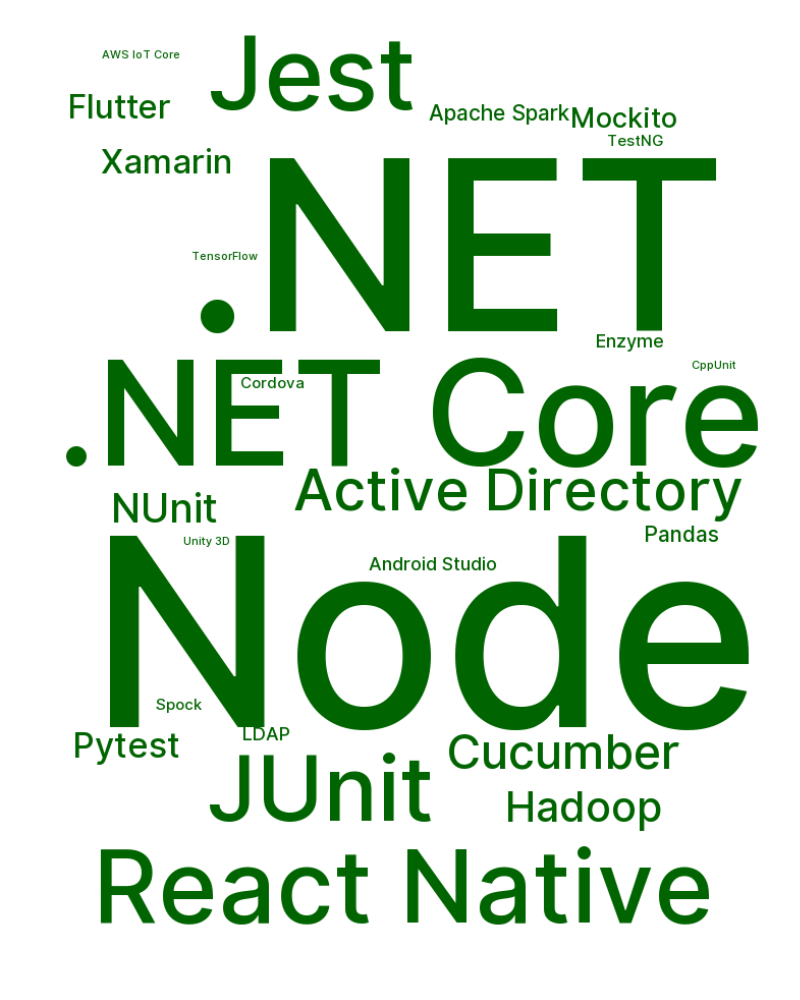 AWS IoT Core
Jest
Flutter
Apache Spark
Mockito
TestNG
Xamarin
.NET
TensorFlow
Enzyme
CppUnit
.NET Core
Cordova
Active Directory
NUnit
Pandas
Unity 3D
Android Studio
Node
Spock
LDAP
Pytest
Cucumber
JUnit
Hadoop
React Native